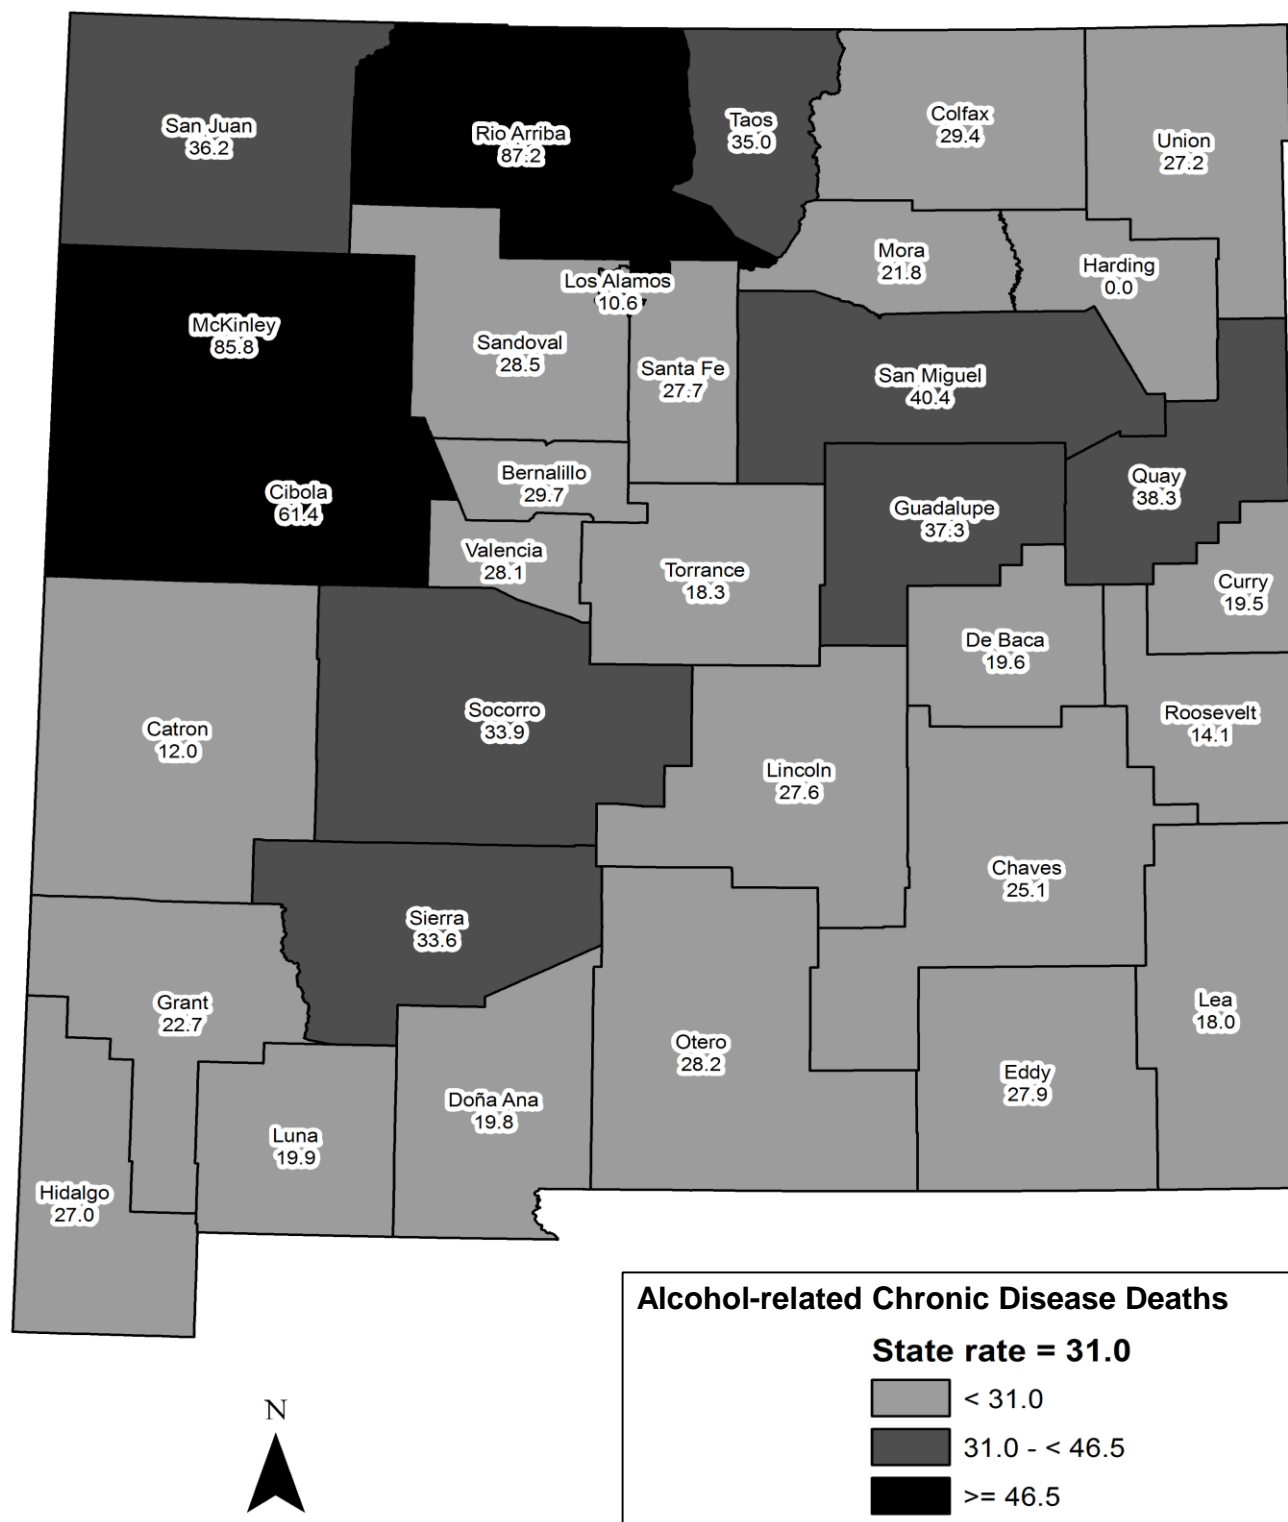 San Juan
36.2
Rio Arriba
87.2
Taos
35.0
Colfax
29.4
Union
27.2
Mora
21.8
Harding
0.0
Los Alamos
10.6
McKinley
85.8
Sandoval
28.5
Santa Fe
27.7
San Miguel
40.4
Cibola
61.4
Bernalillo
29.7
Guadalupe
37.3
Quay
38.3
Valencia
28.1
Torrance
18.3
Curry
19.5
De Baca
19.6
Catron
12.0
Socorro
33.9
Roosevelt
14.1
Lincoln
27.6
Chaves
25.1
Sierra
33.6
Grant
22.7
Otero
28.2
Lea
18.0
Eddy
27.9
Doña Ana
19.8
Luna
19.9
Hidalgo
27.0
Alcohol-related Chronic Disease Deaths
State rate = 31.0
< 31.0
31.0 - < 46.5
>= 46.5
N